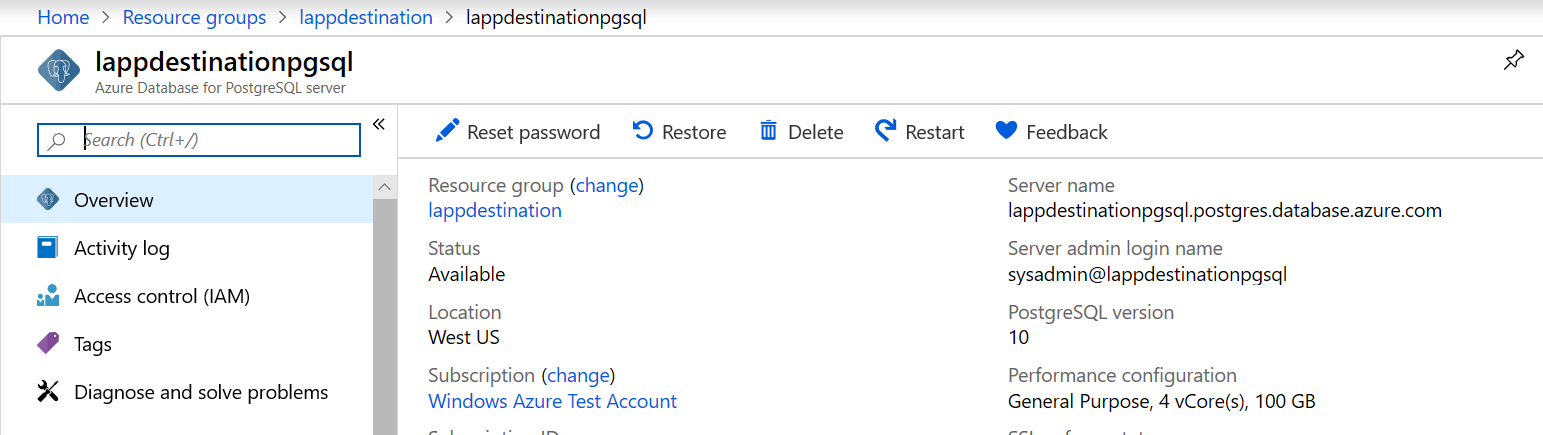 Home > Resource groups > lappdestination > lappdestinationpgsql
lappdestinationpgsql
Azure Database for PostgreSQL server
Search (Ctrl+/)
«
Overview
Activity log
Access control (IAM)
Tags
Diagnose and solve problems
Reset password Restore Delete Restart Feedback
Resource group (change)
lappdestination
Status
Available
Location
West US
Subscription (change)
Windows Azure Test Account
Server name
lappdestinationpgsql.postgres.database.azure.com
Server admin login name
sysadmin@lappdestinationpgsql
PostgreSQL version
10
Performance configuration
General Purpose, 4 vCore(s), 100 GB